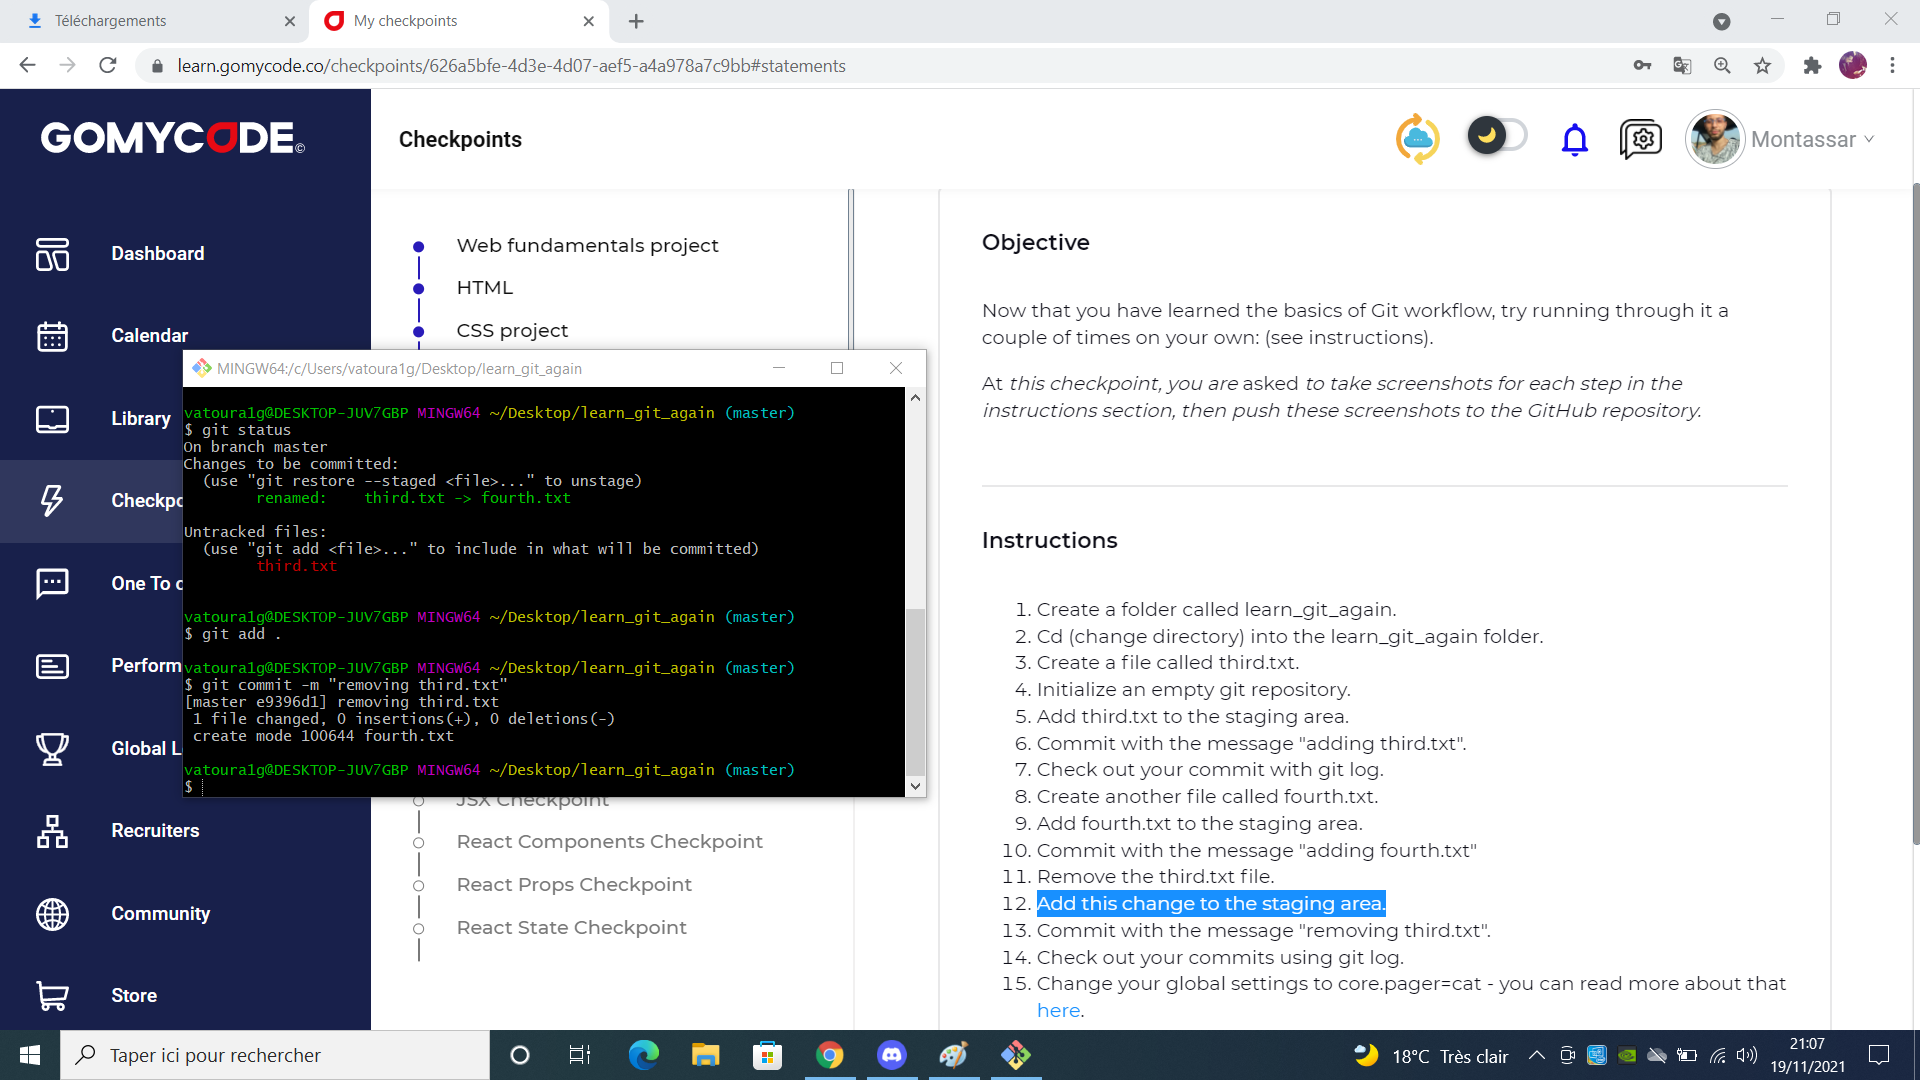 Téléchargements
My checkpoints
learn.gomycode.co/checkpoints/626a5bfe-4d3e-4d07-aef5-a4a978a7c9bb#statements
GOMYCODE©
Checkpoints
Montassar
Dashboard
Calendar
Library
Checkpo
One To o
Perform
Global L
Recruiters
Community
Store
Web fundamentals project
HTML
CSS project
MINGW64:/c/Users/vatoura1g/Desktop/learn_git_again
vatoura1g@DESKTOP-JUV7GBP MINGW64 ~/Desktop/learn_git_again (master)
$ git status
On branch master
Changes to be committed:
(use "git restore --staged <file>..." to unstage)
renamed: third.txt -> fourth.txt
Untracked files:
(use "git add <file>..." to include in what will be committed)
third.txt
vatoura1g@DESKTOP-JUV7GBP MINGW64 ~/Desktop/learn_git_again (master)
$ git add .
vatoura1g@DESKTOP-JUV7GBP MINGW64 ~/Desktop/learn_git_again (master)
$ git commit -m "removing third.txt"
[master e9396d1] removing third.txt
1 file changed, 0 insertions(+), 0 deletions(-)
create mode 100644 fourth.txt
vatoura1g@DESKTOP-JUV7GBP MINGW64 ~/Desktop/learn_git_again (master)
$
JSX Checkpoint
React Components Checkpoint
React Props Checkpoint
React State Checkpoint
Objective
Now that you have learned the basics of Git workflow, try running through it a
couple of times on your own: (see instructions).
At this checkpoint, you are asked to take screenshots for each step in the
instructions section, then push these screenshots to the GitHub repository.
Instructions
1. Create a folder called learn_git_again.
2. Cd (change directory) into the learn_git_again folder.
3. Create a file called third.txt.
4. Initialize an empty git repository.
5. Add third.txt to the staging area.
6. Commit with the message "adding third.txt".
7. Check out your commit with git log.
8. Create another file called fourth.txt.
9. Add fourth.txt to the staging area.
10. Commit with the message "adding fourth.txt"
11. Remove the third.txt file.
12. Add this change to the staging area.
13. Commit with the message "removing third.txt".
14. Check out your commits using git log.
15. Change your global settings to core.pager=cat - you can read more about that
here.
Taper ici pour rechercher
18°C Très clair
21:07
19/11/2021